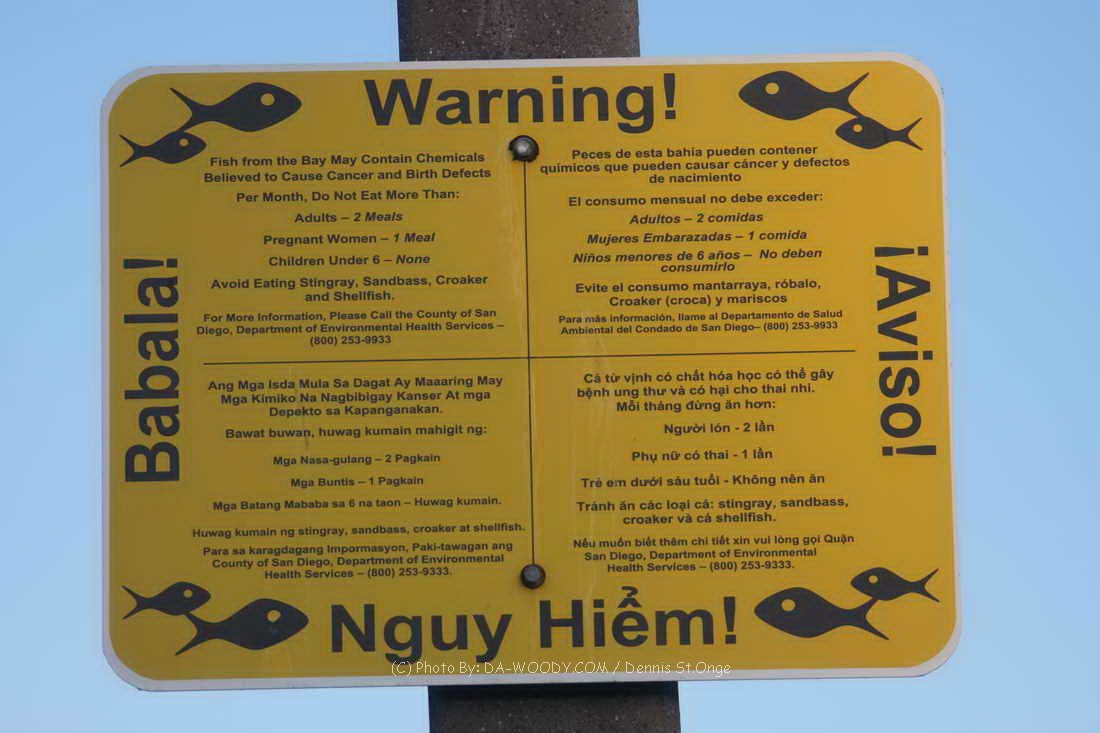 Warning!
Fish from the Bay May Contain Chemicals
Believed to Cause Cancer and Birth Defects
Per Month, Do Not Eat More Than:
Adults – 2 Meals
Pregnant Women – 1 Meal
Children Under 6 – None
Avoid Eating Stingray, Sandbass, Croaker
and Shellfish.
For More Information, Please Call the County of San
Diego, Department of Environmental Health Services –
(800) 253-9933
Peces de esta bahía pueden contener
químicos que pueden causar cáncer y defectos
de nacimiento
El consumo mensual no debe exceder:
Adultos – 2 comidas
Mujeres Embarazadas – 1 comida
Niños menores de 6 años – No deben
consumirlo
Evite el consumo mantarraya, róbalo,
Croaker (croca) y mariscos
Para más información, llame al Departamento de Salud
Ambiental del Condado de San Diego– (800) 253-9933
Babala!
¡Aviso!
Ang Mga Isda Mula Sa Dagat Ay Maaaring May
Mga Kimiko Na Nagbibigay Kanser At mga
Depekto sa Kapanganakan.
Bawat buwan, huwag kumain mahigit ng:
Mga Nasa-gulang – 2 Pagkain
Mga Buntis – 1 Pagkain
Mga Batang Mababa sa 6 na taon – Huwag kumain.
Huwag kumain ng stingray, sandbass, croaker at shellfish.
Para sa karagdagang Impormasyon, Paki-tawagan ang
County of San Diego, Department of Environmental
Health Services – (800) 253-9333.
Cá từ vịnh có chất hóa học có thể gây
bệnh ung thư và có hại cho thai nhi.
Mỗi tháng đừng ăn hơn:
Người lón - 2 lần
Phụ nữ có thai - 1 lần
Trẻ em dưới sáu tuổi - Không nên ăn
Tránh ăn các loại cá: stingray, sandbass,
croaker và cá shellfish.
Nếu muốn biết thêm chi tiết xin vui lòng gọi Quận
San Diego, Department of Environmental
Health Services – (800) 253-9333.
Nguy Hiểm!
(C) Photo By: DA-WOODY.COM / Dennis St.Onge